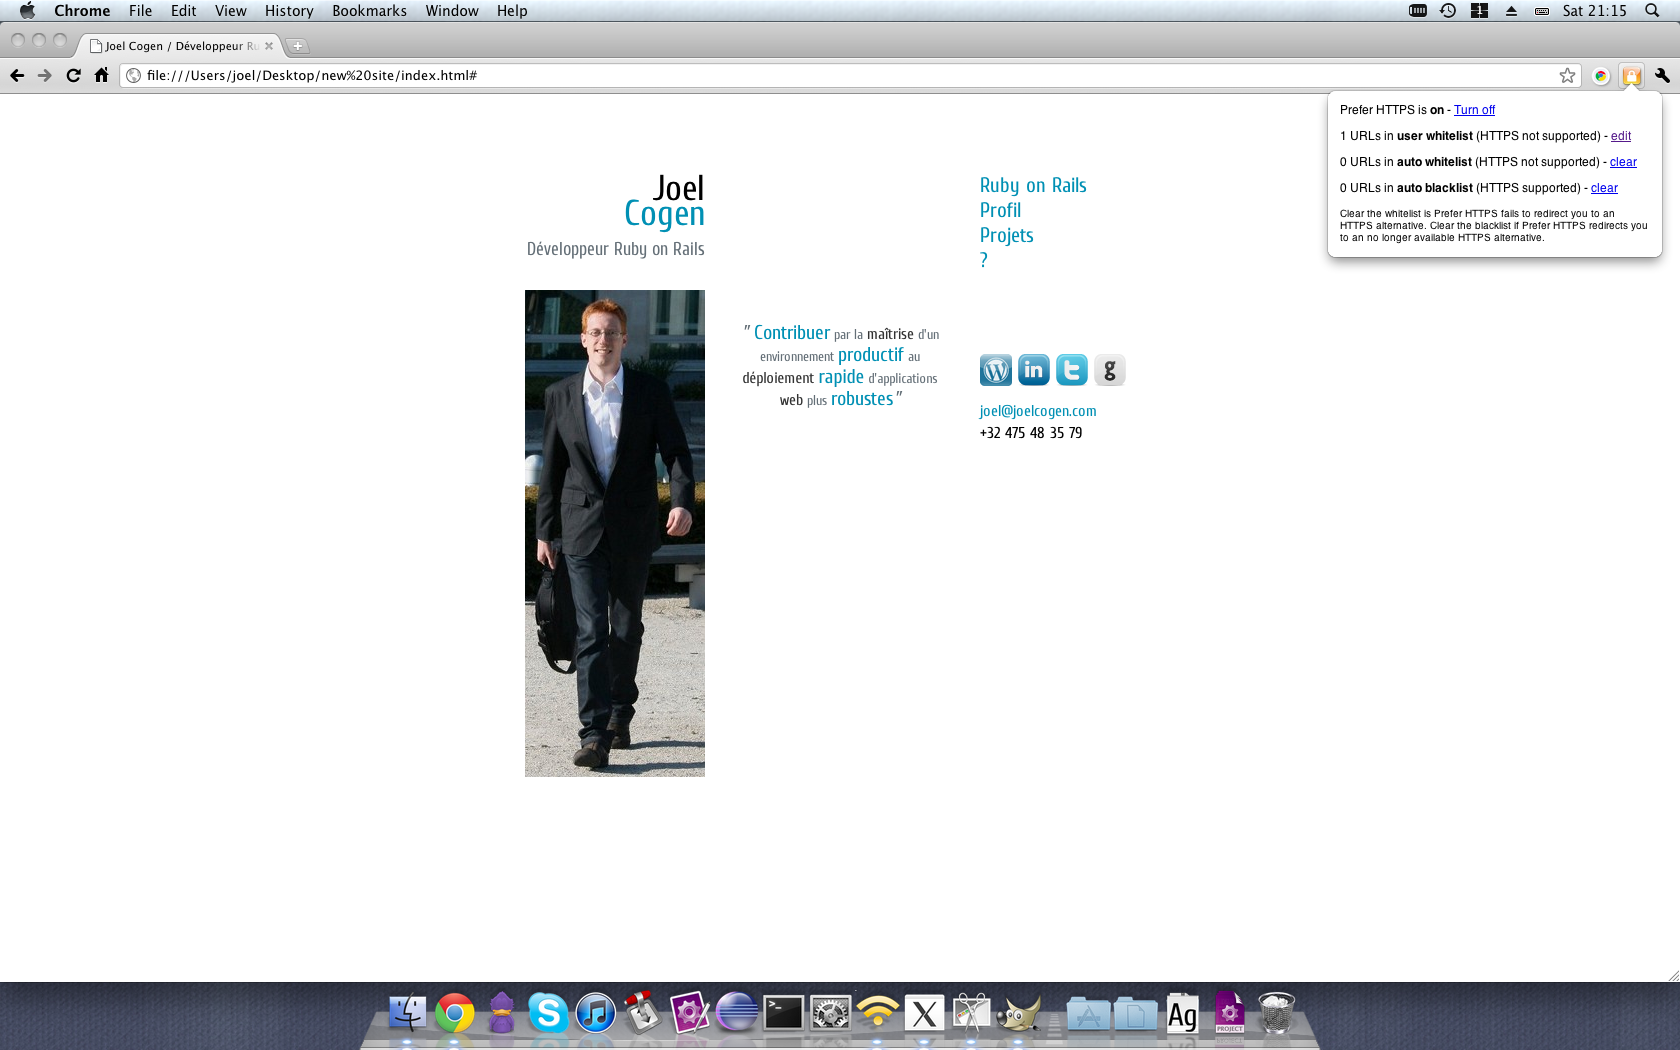 Chrome File Edit View History Bookmarks Window Help
1
Sat 21:15
Joel Cogen / Développeur Ru
file:///Users/joel/Desktop/new%20site/index.html#
Prefer HTTPS is on - Turn off
1 URLs in user whitelist (HTTPS not supported) - edit
0 URLs in auto whitelist (HTTPS not supported) - clear
0 URLs in auto blacklist (HTTPS supported) - clear
Clear the whitelist is Prefer HTTPS fails to redirect you to an
HTTPS alternative. Clear the blacklist if Prefer HTTPS redirects you
to an no longer available HTTPS alternative.
Joel
Cogen
Développeur Ruby on Rails
" Contribuer par la maîtrise d'un
environnement productif au
déploiement rapide d'applications
web plus robustes "
Ruby on Rails
Profil
Projets
?
W in t g
joel@joelcogen.com
+32 475 48 35 79
S
>_
X
Ag
PROJECT